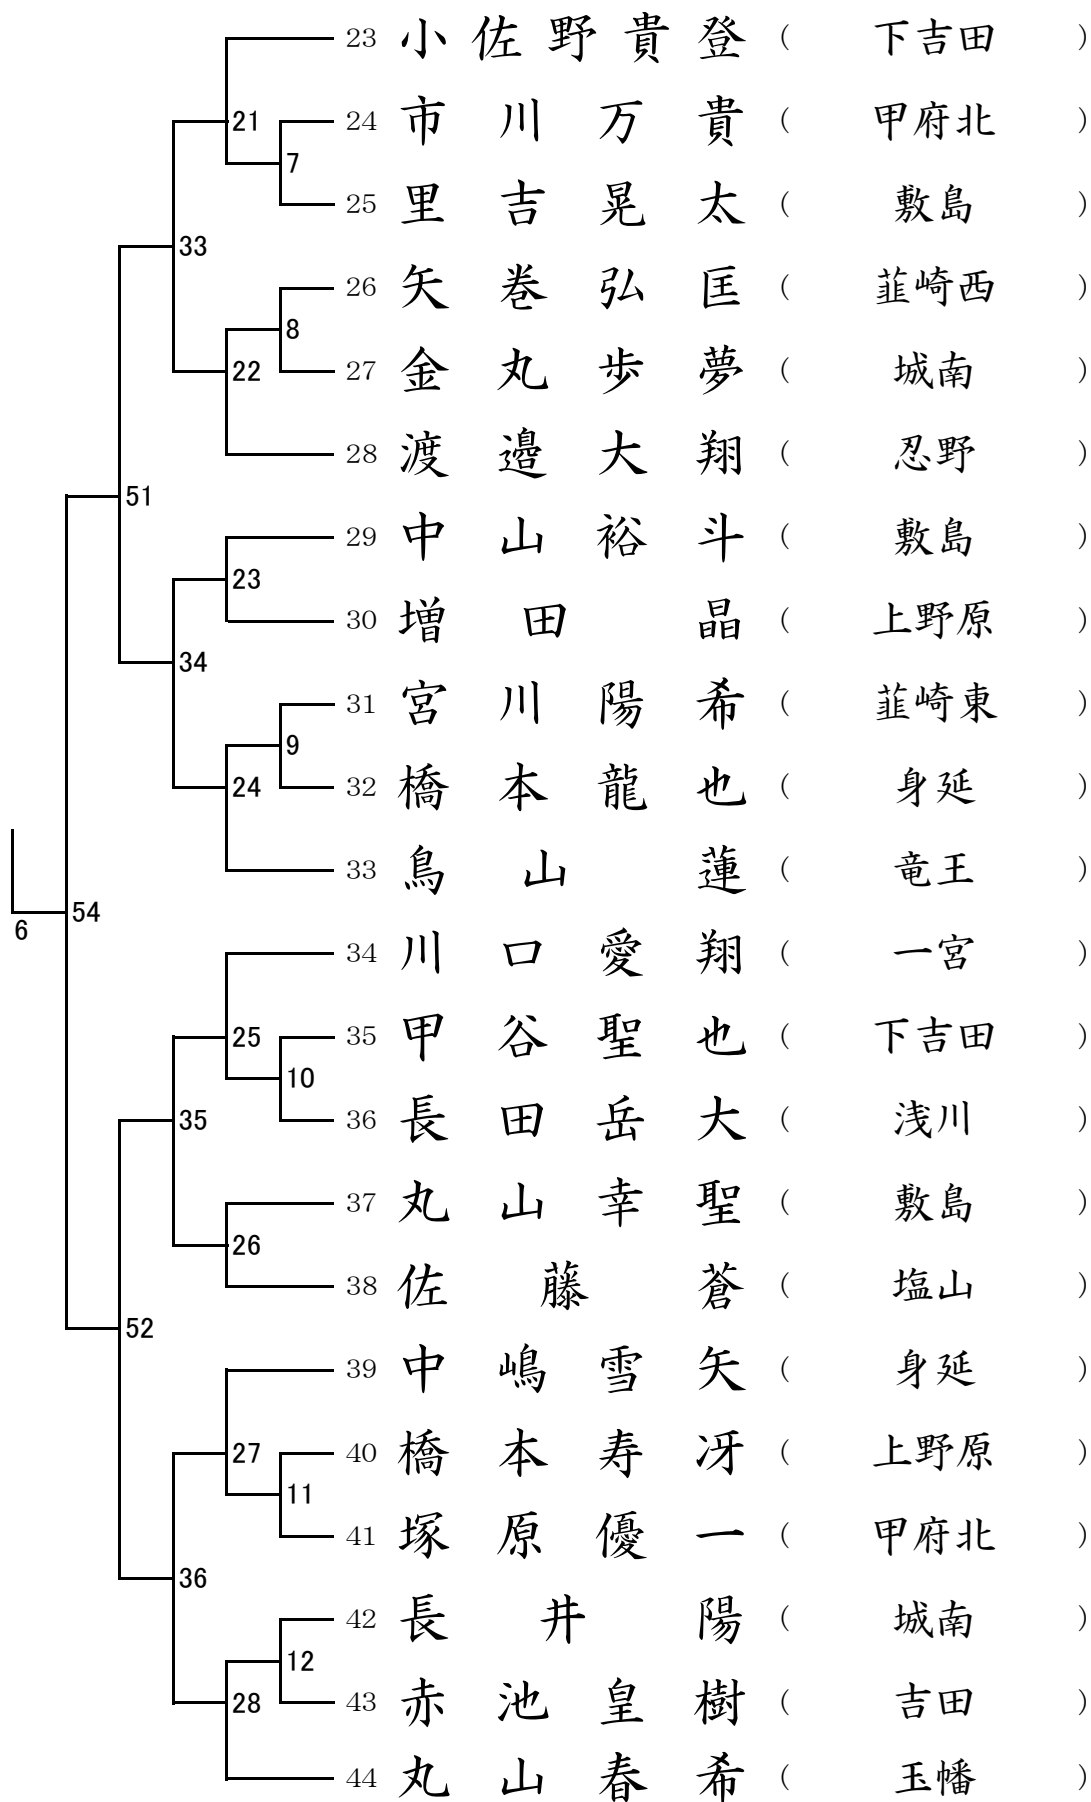 23 小佐野貴登 ( 下吉田 )
21
24 市川万貴 ( 甲府北 )
7
25 里吉晃太 ( 敷島 )
33
26 矢巻弘匡 ( 韮崎西 )
8
22
27 金丸歩夢 ( 城南 )
28 渡邉大翔 ( 忍野 )
51
29 中山裕斗 ( 敷島 )
23
30 増田晶 ( 上野原 )
34
31 宮川陽希 ( 韮崎東 )
9
24
32 橋本龍也 ( 身延 )
33 鳥山蓮 ( 竜王 )
54
6
34 川口愛翔 ( 一宮 )
25
35 甲谷聖也 ( 下吉田 )
10
35
36 長田岳大 ( 浅川 )
37 丸山幸聖 ( 敷島 )
26
38 佐藤蒼 ( 塩山 )
52
39 中嶋雪矢 ( 身延 )
27
40 橋本寿冴 ( 上野原 )
11
41 塚原優一 ( 甲府北 )
36
42 長井陽 ( 城南 )
12
28
43 赤池皇樹 ( 吉田 )
44 丸山春希 ( 玉幡 )